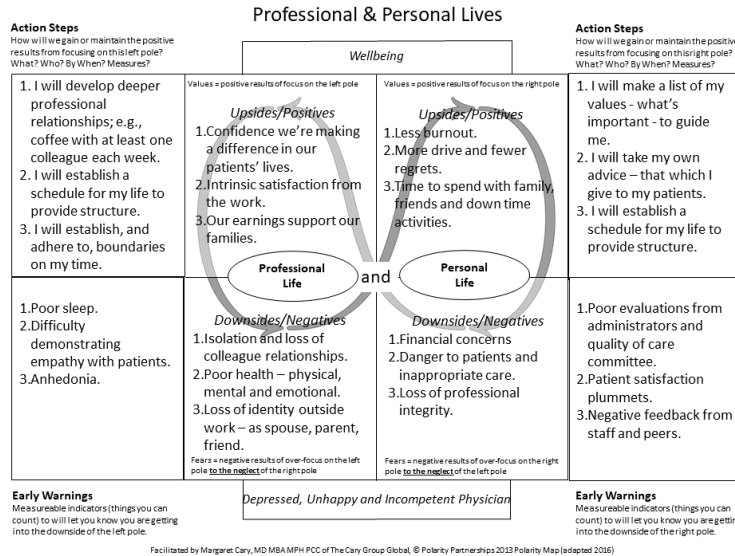 Professional & Personal Lives
Action Steps
How will we gain or maintain the positive
results from focusing on this left pole?
What? Who? By When? Measures?
Wellbeing
Action Steps
How will we gain or maintain the positive
results from focusing on this right pole?
What? Who? By When? Measures?
1. I will develop deeper
professional
relationships; e.g.,
coffee with at least one
colleague each week.
2. I will establish a
schedule for my life to
provide structure.
3. I will establish, and
adhere to, boundaries
on my time.
Values = positive results of focus on the left pole
Upsides/Positives
1.Confidence we're making
a difference in our
patients' lives.
2.Intrinsic satisfaction from
the work.
3.Our earnings support our
families.
Values = positive results of focus on the right pole
Upsides/Positives
1.Less burnout.
2.More drive and fewer
regrets.
3.Time to spend with family,
friends and down time
activities.
1. I will make a list of my
values - what's
important - to guide
me.
2. I will take my own
advice – that which I
give to my patients.
3. I will establish a
schedule for my life to
provide structure.
Professional
Life
and
Personal
Life
1.Poor sleep.
2.Difficulty
demonstrating
empathy with patients.
3.Anhedonia.
Downsides/Negatives
1.Isolation and loss of
colleague relationships.
2.Poor health – physical,
mental and emotional.
3.Loss of identity outside
work – as spouse, parent,
friend.
Fears = negative results of over-focus on the left
pole to the neglect of the right pole
Downsides/Negatives
1.Financial concerns
2.Danger to patients and
inappropriate care.
3.Loss of professional
integrity.
Fears = negative results of over-focus on the right
pole to the neglect of the left pole
1.Poor evaluations from
administrators and
quality of care
committee.
2.Patient satisfaction
plummets.
3.Negative feedback from
staff and peers.
Early Warnings
Measureable indicators (things you can
count) to will let you know you are getting
into the downside of the left pole.
Depressed, Unhappy and Incompetent Physician
Early Warnings
Measureable indicators (things you can
count) to will let you know you are getting
into the downside of the right pole.
Facilitated by Margaret Cary, MD MBA MPH PCC of The Cary Group Global, © Polarity Partnerships 2013 Polarity Map (adapted 2016)